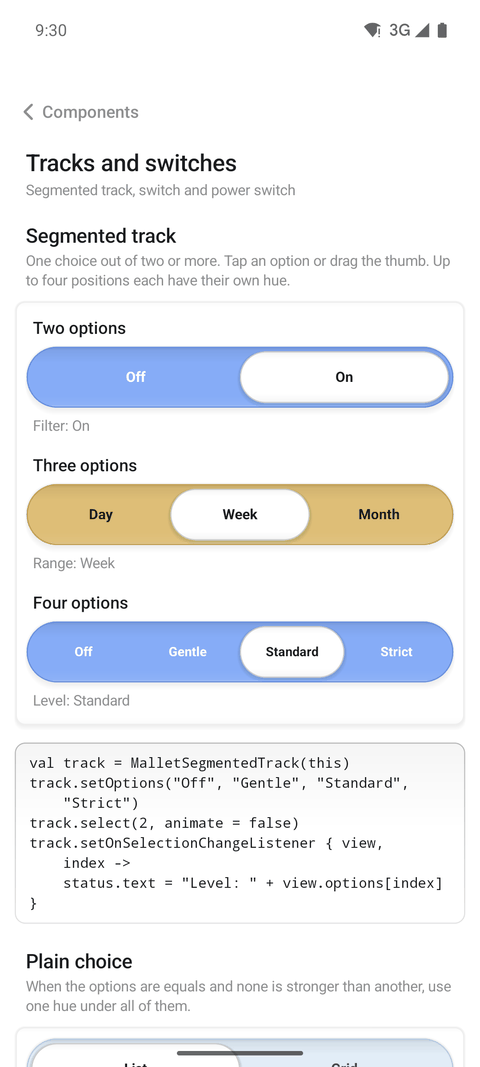 9:30
3G
Components
Tracks and switches
Segmented track, switch and power switch
Segmented track
One choice out of two or more. Tap an option or drag the thumb. Up
to four positions each have their own hue.
Two options
Off On
Filter: On
Three options
Day Week Month
Range: Week
Four options
Off Gentle Standard Strict
Level: Standard
val track = MalletSegmentedTrack(this)
track.setOptions("Off", "Gentle", "Standard",
    "Strict")
track.select(2, animate = false)
track.setOnSelectionChangeListener { view,
    index ->
    status.text = "Level: " + view.options[index]
}
Plain choice
When the options are equals and none is stronger than another, use
one hue under all of them.
List Grid